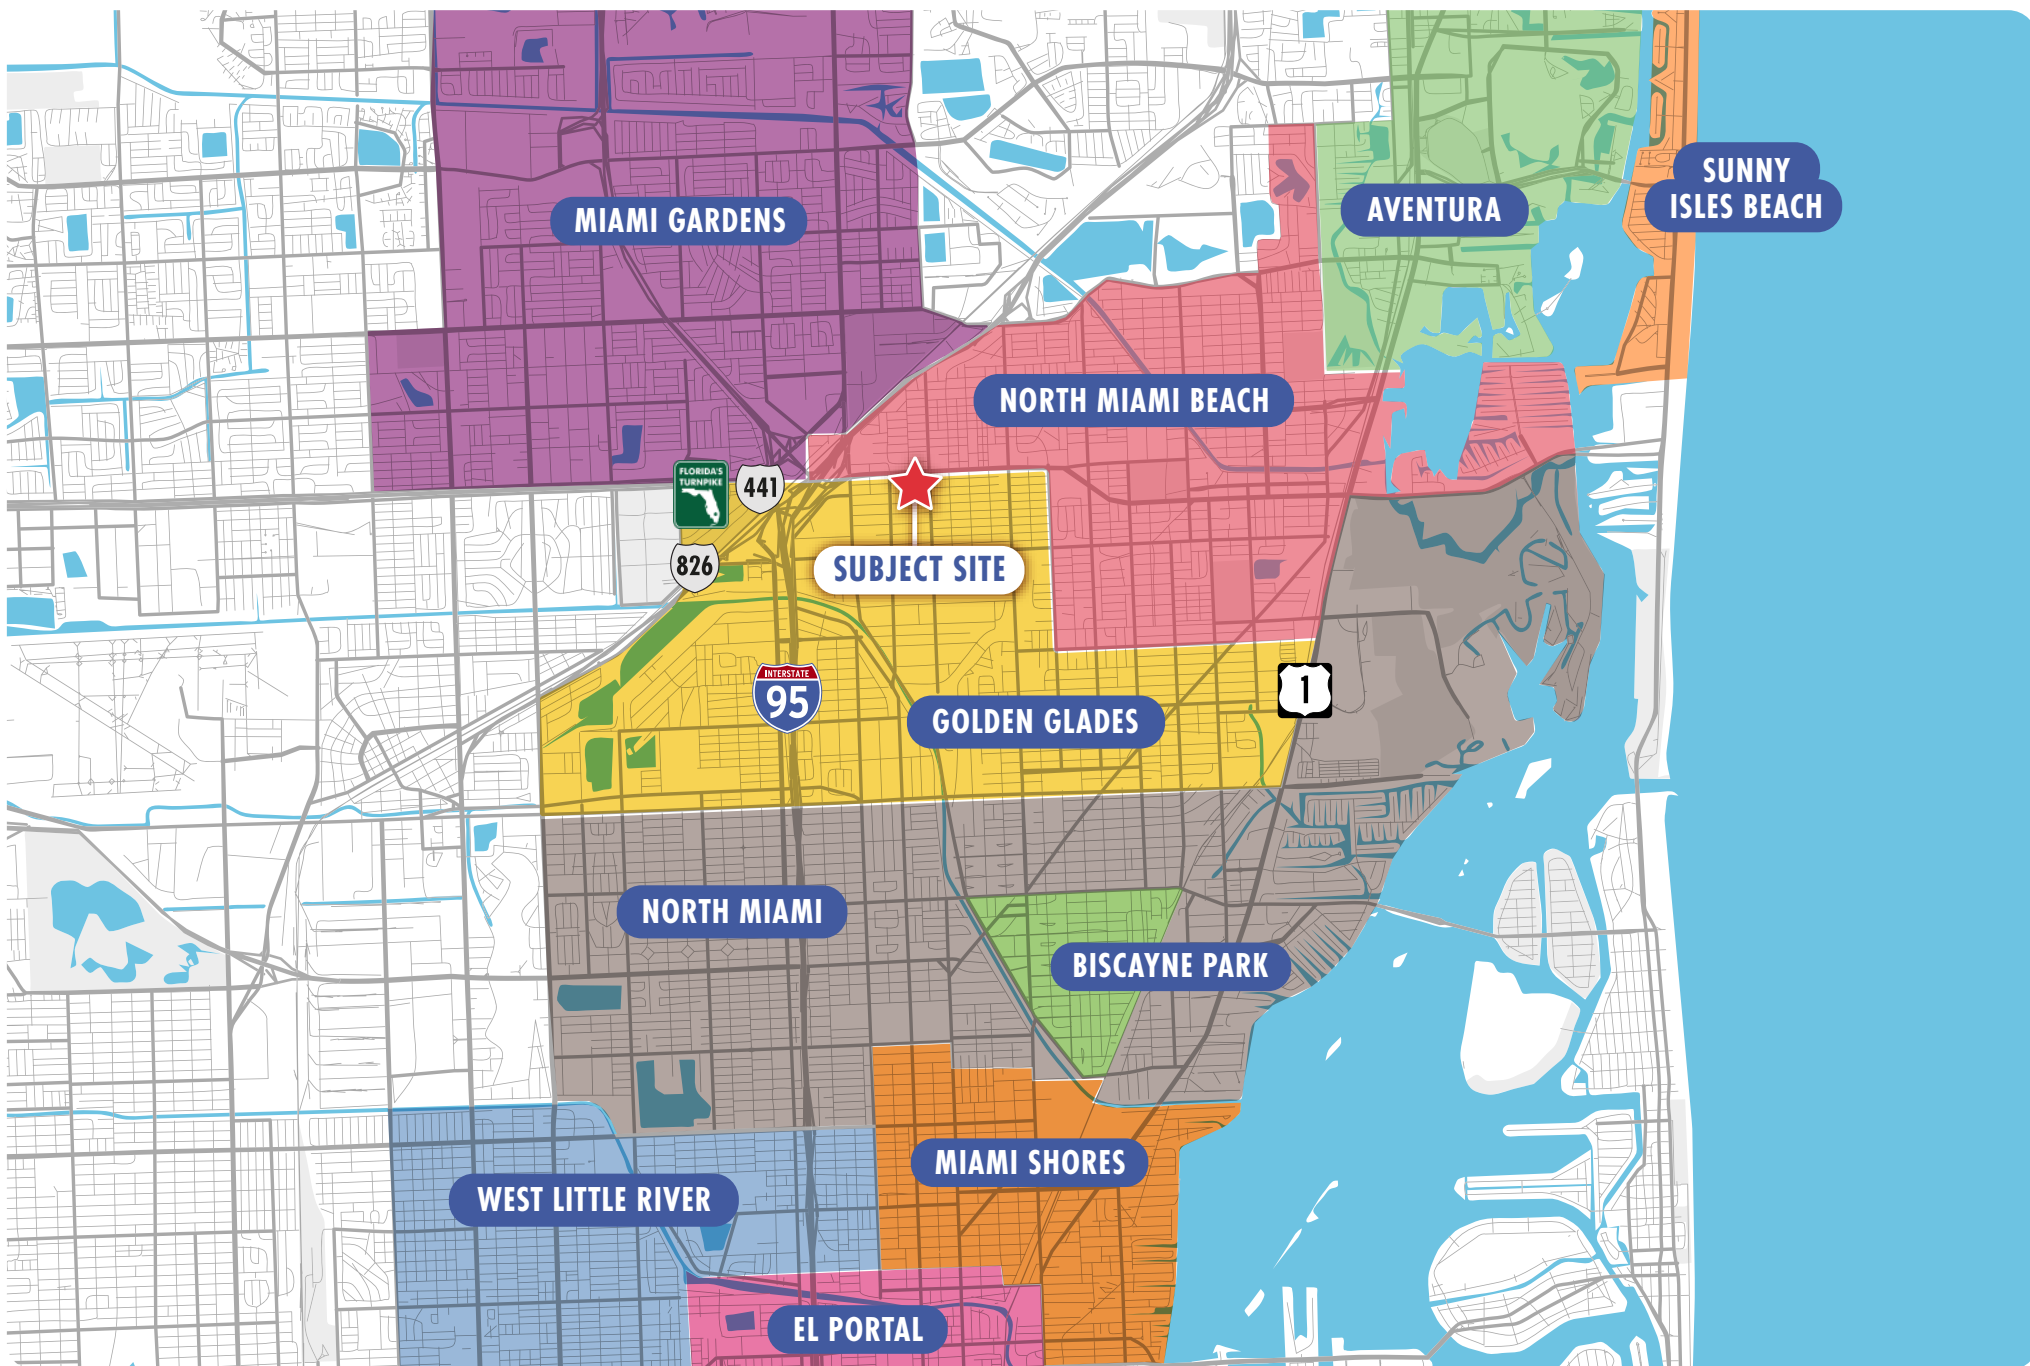 SUNNY
ISLES BEACH
MIAMI GARDENS
AVENTURA
NORTH MIAMI BEACH
FLORIDA'S
TURNPIKE
441
826
SUBJECT SITE
INTERSTATE
95
1
GOLDEN GLADES
NORTH MIAMI
BISCAYNE PARK
MIAMI SHORES
WEST LITTLE RIVER
EL PORTAL